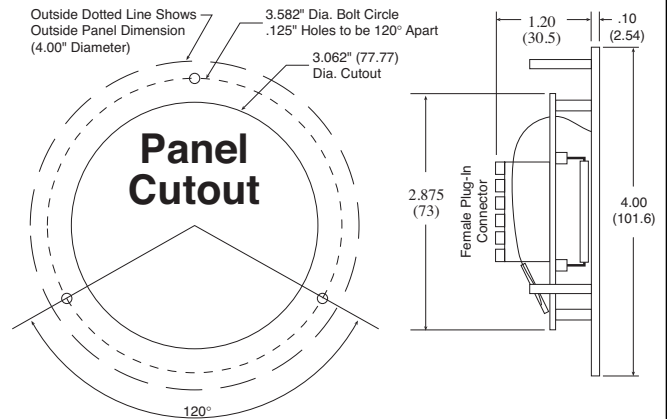 Outside Dotted Line Shows
Outside Panel Dimension
(4.00" Diameter)
3.582" Dia. Bolt Circle
.125" Holes to be 120° Apart
3.062" (77.77)
Dia. Cutout
Panel
Cutout
120°
1.20
(30.5)
.10
(2.54)
2.875
(73)
Female Plug-In
Connector
4.00
(101.6)